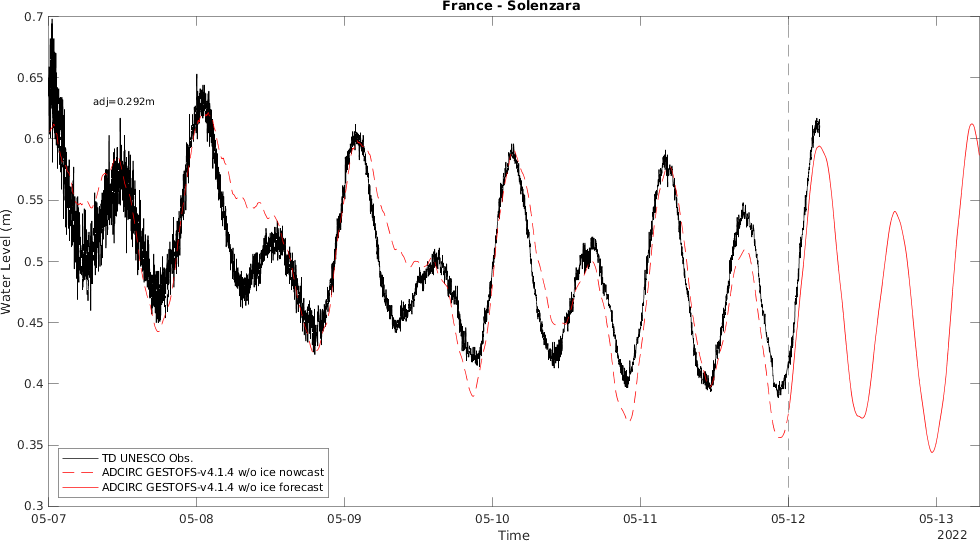 France - Solenzara
0.7
0.65
0.6
0.55
0.5
0.45
0.4
0.35
0.3
Water Level (m)
adj=0.292m
TD UNESCO Obs.
ADCIRC GESTOFS-v4.1.4 w/o ice nowcast
ADCIRC GESTOFS-v4.1.4 w/o ice forecast
05-07 05-08 05-09 05-10 05-11 05-12 05-13
Time
2022